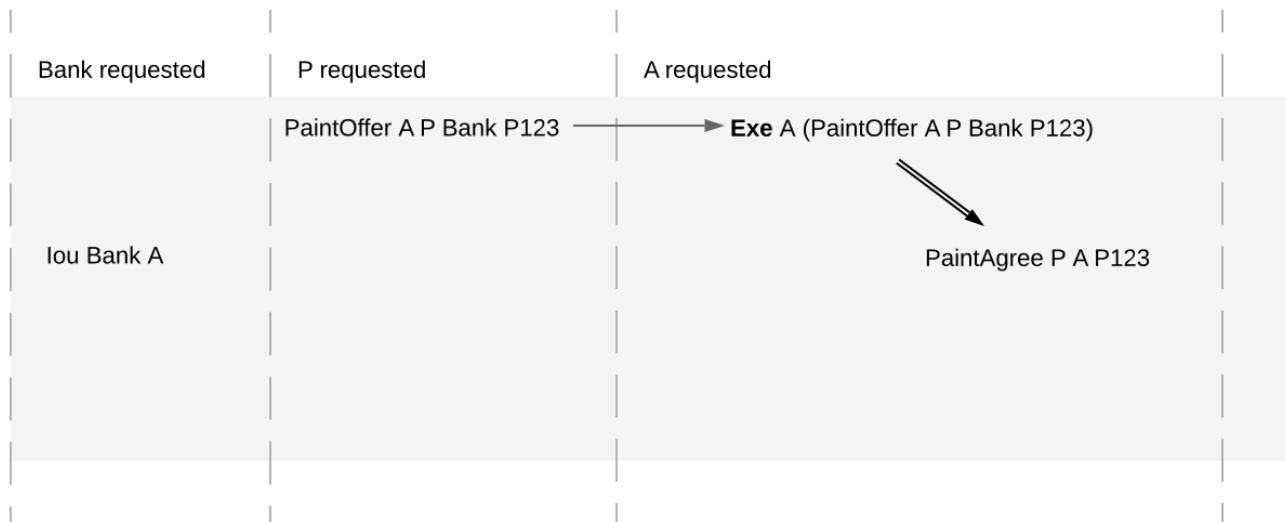 Bank requested
P requested
A requested
PaintOffer A P Bank P123
Exe A (PaintOffer A P Bank P123)
Iou Bank A
PaintAgree P A P123